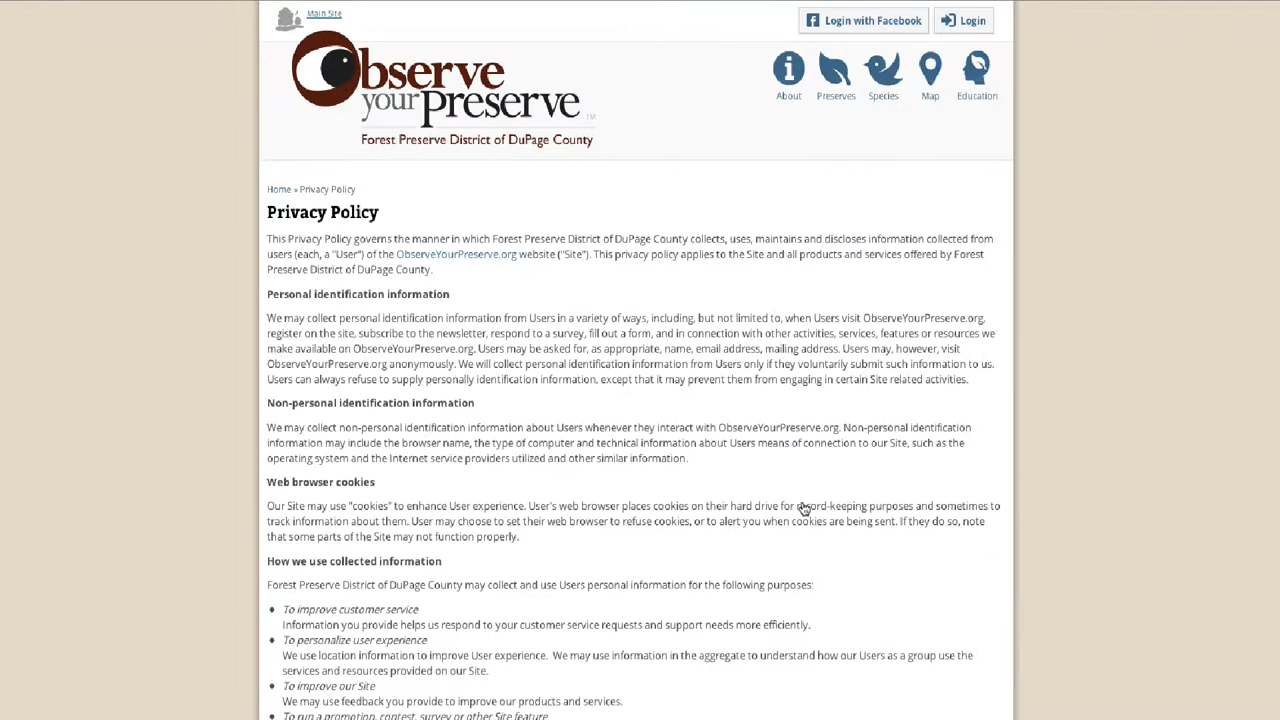 Main Site
Login with Facebook
Login
Observe
your Preserve ™
Forest Preserve District of DuPage County
About
Preserves
Species
Map
Education
Home » Privacy Policy
Privacy Policy
This Privacy Policy governs the manner in which Forest Preserve District of DuPage County collects, uses, maintains and discloses information collected from
users (each, a "User") of the ObserveYourPreserve.org website ("Site"). This privacy policy applies to the Site and all products and services offered by Forest
Preserve District of DuPage County.
Personal identification information
We may collect personal identification information from Users in a variety of ways, including, but not limited to, when Users visit ObserveYourPreserve.org,
register on the site, subscribe to the newsletter, respond to a survey, fill out a form, and in connection with other activities, services, features or resources we
make available on ObserveYourPreserve.org. Users may be asked for, as appropriate, name, email address, mailing address. Users may, however, visit
ObserveYourPreserve.org anonymously. We will collect personal identification information from Users only if they voluntarily submit such information to us.
Users can always refuse to supply personally identification information, except that it may prevent them from engaging in certain Site related activities.
Non-personal identification information
We may collect non-personal identification information about Users whenever they interact with ObserveYourPreserve.org. Non-personal identification
information may include the browser name, the type of computer and technical information about Users means of connection to our Site, such as the
operating system and the Internet service providers utilized and other similar information.
Web browser cookies
Our Site may use "cookies" to enhance User experience. User's web browser places cookies on their hard drive for record-keeping purposes and sometimes to
track information about them. User may choose to set their web browser to refuse cookies, or to alert you when cookies are being sent. If they do so, note
that some parts of the Site may not function properly.
How we use collected information
Forest Preserve District of DuPage County may collect and use Users personal information for the following purposes:
To improve customer service
Information you provide helps us respond to your customer service requests and support needs more efficiently.
To personalize user experience
We use location information to improve User experience. We may use information in the aggregate to understand how our Users as a group use the
services and resources provided on our Site.
To improve our Site
We may use feedback you provide to improve our products and services.
To run a promotion, contest, survey or other Site feature